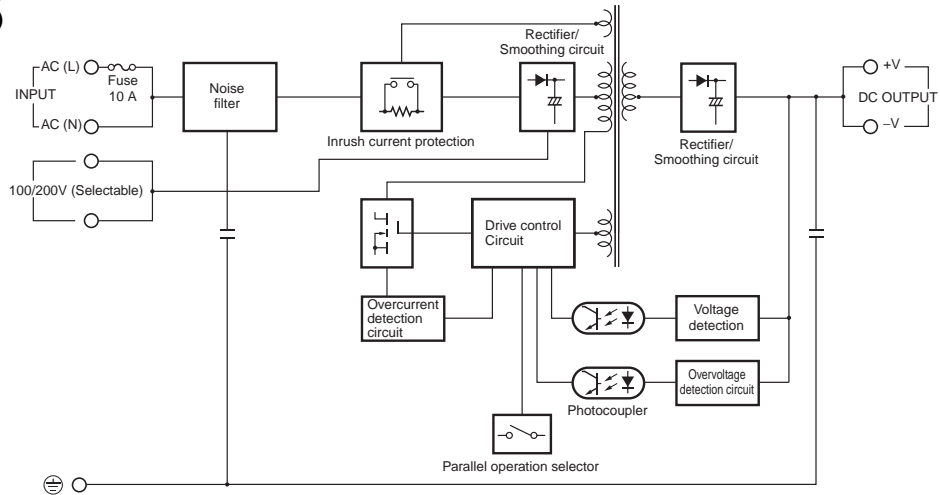 AC (L)
Fuse
10 A
INPUT
AC (N)
100/200V (Selectable)
Noise
filter
Inrush current protection
Rectifier/
Smoothing circuit
Rectifier/
Smoothing circuit
+V
DC OUTPUT
–V
Drive control
Circuit
Overcurrent
detection
circuit
Voltage
detection
Overvoltage
detection circuit
Photocoupler
Parallel operation selector